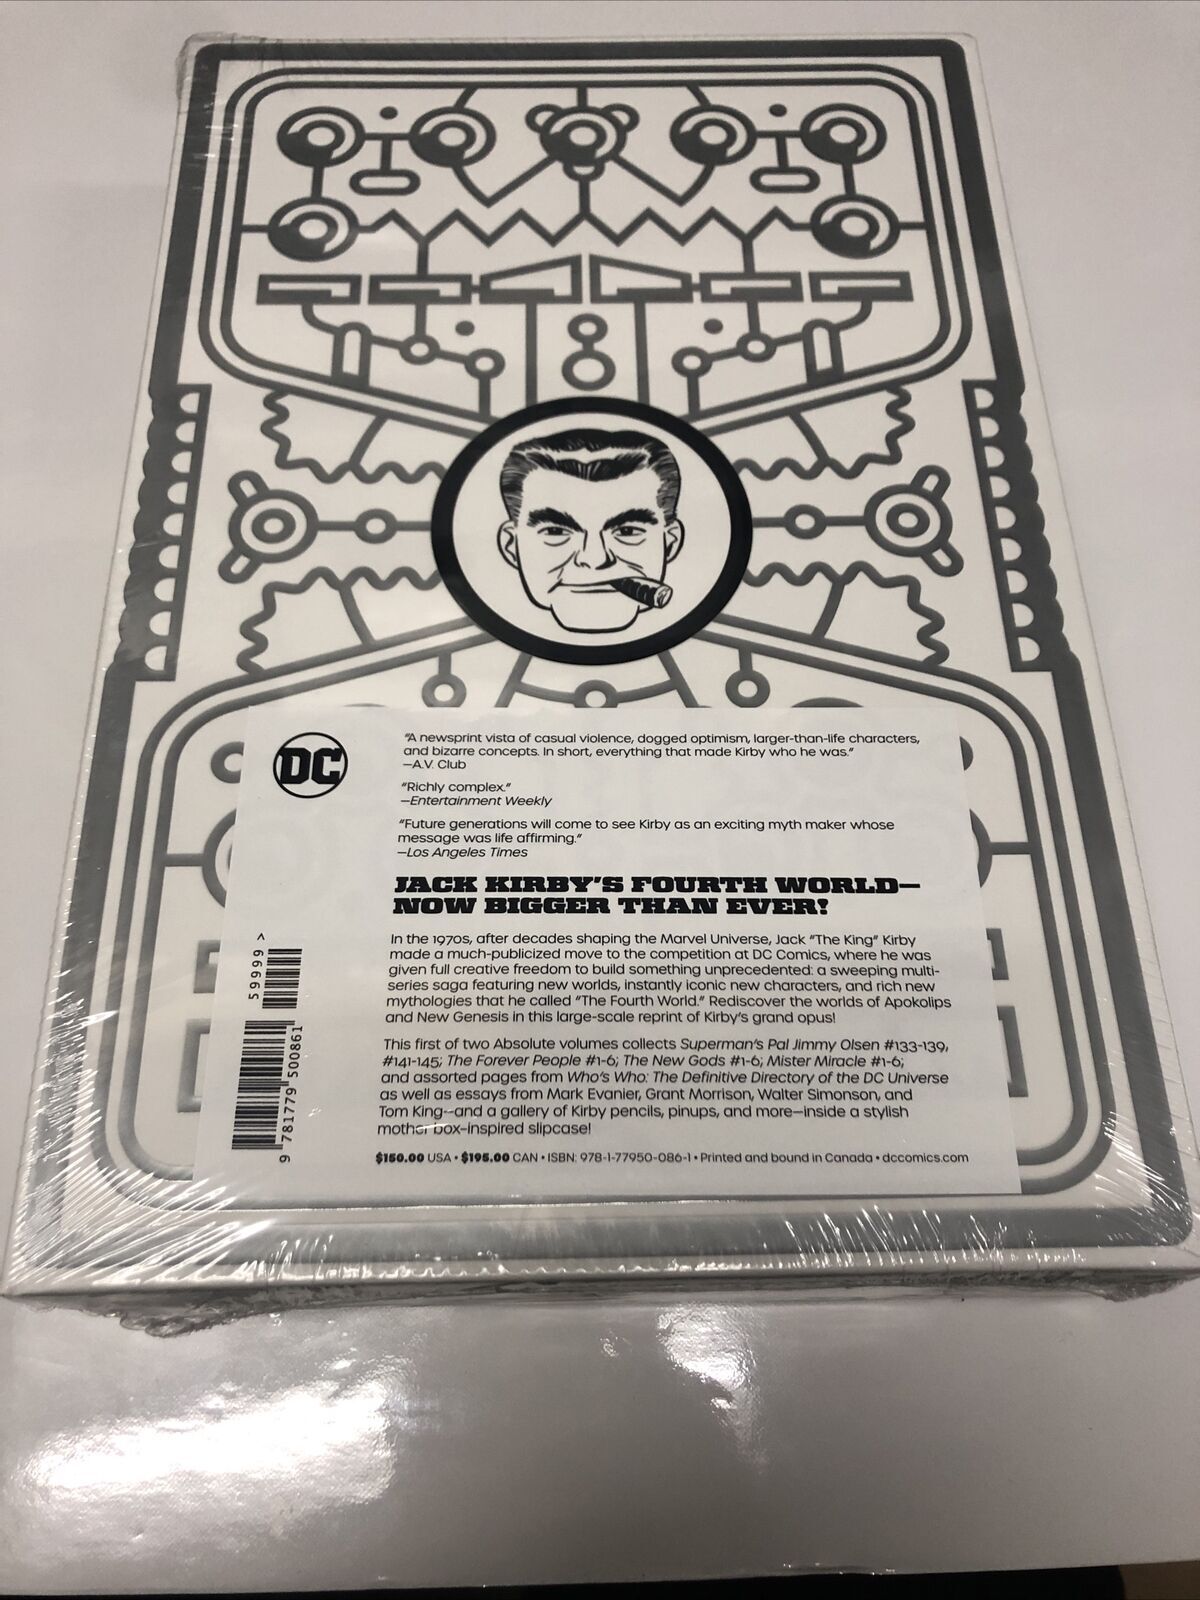 DC
“A newsprint vista of casual violence, dogged optimism, larger-than-life characters,
and bizarre concepts. In short, everything that made Kirby who he was.”
—A.V. Club
“Richly complex.”
—Entertainment Weekly
“Future generations will come to see Kirby as an exciting myth maker whose
message was life affirming.”
—Los Angeles Times
JACK KIRBY’S FOURTH WORLD—
NOW BIGGER THAN EVER!
In the 1970s, after decades shaping the Marvel Universe, Jack “The King” Kirby
made a much-publicized move to the competition at DC Comics, where he was
given full creative freedom to build something unprecedented: a sweeping multi-
series saga featuring new worlds, instantly iconic new characters, and rich new
mythologies that he called “The Fourth World.” Rediscover the worlds of Apokolips
and New Genesis in this large-scale reprint of Kirby’s grand opus!
This first of two Absolute volumes collects Superman’s Pal Jimmy Olsen #133-139,
#141-145; The Forever People #1-6; The New Gods #1-6; Mister Miracle #1-6;
and assorted pages from Who’s Who: The Definitive Directory of the DC Universe
as well as essays from Mark Evanier, Grant Morrison, Walter Simonson, and
Tom King--and a gallery of Kirby pencils, pinups, and more—inside a stylish
mother box-inspired slipcase!
$150.00 USA • $195.00 CAN • ISBN: 978-1-77950-086-1 • Printed and bound in Canada • dccomics.com
59999 >
9 781779 500861